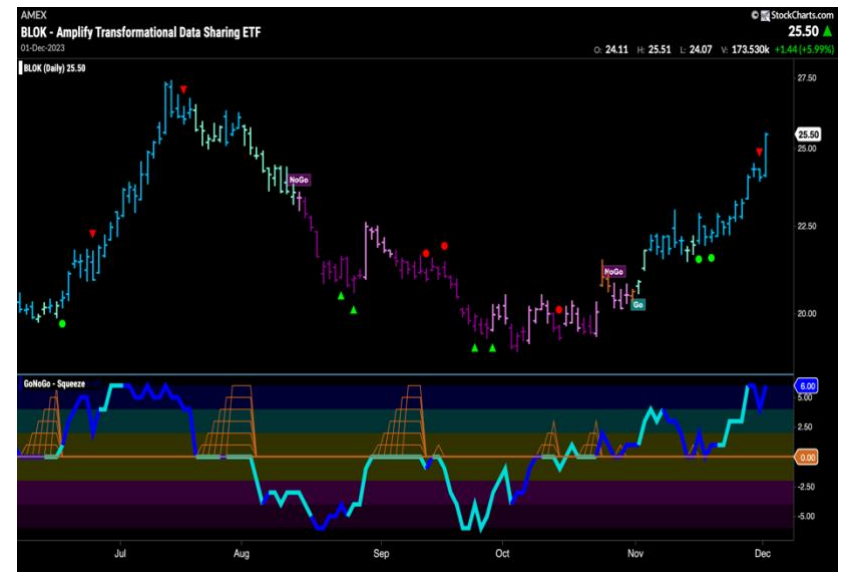 AMEX
© StockCharts.com
BLOK - Amplify Transformational Data Sharing ETF
25.50
01-Dec-2023
O: 24.11 H: 25.51 L: 24.07 V: 173.530k +1.44 (+5.99%)
BLOK (Daily) 25.50
27.50
25.50
25.00
NoGo
22.50
NoGo
Go
20.00
GoNoGo - Squeeze
6.00
5.00
2.50
0.00
-2.50
-5.00
Jul Aug Sep Oct Nov Dec